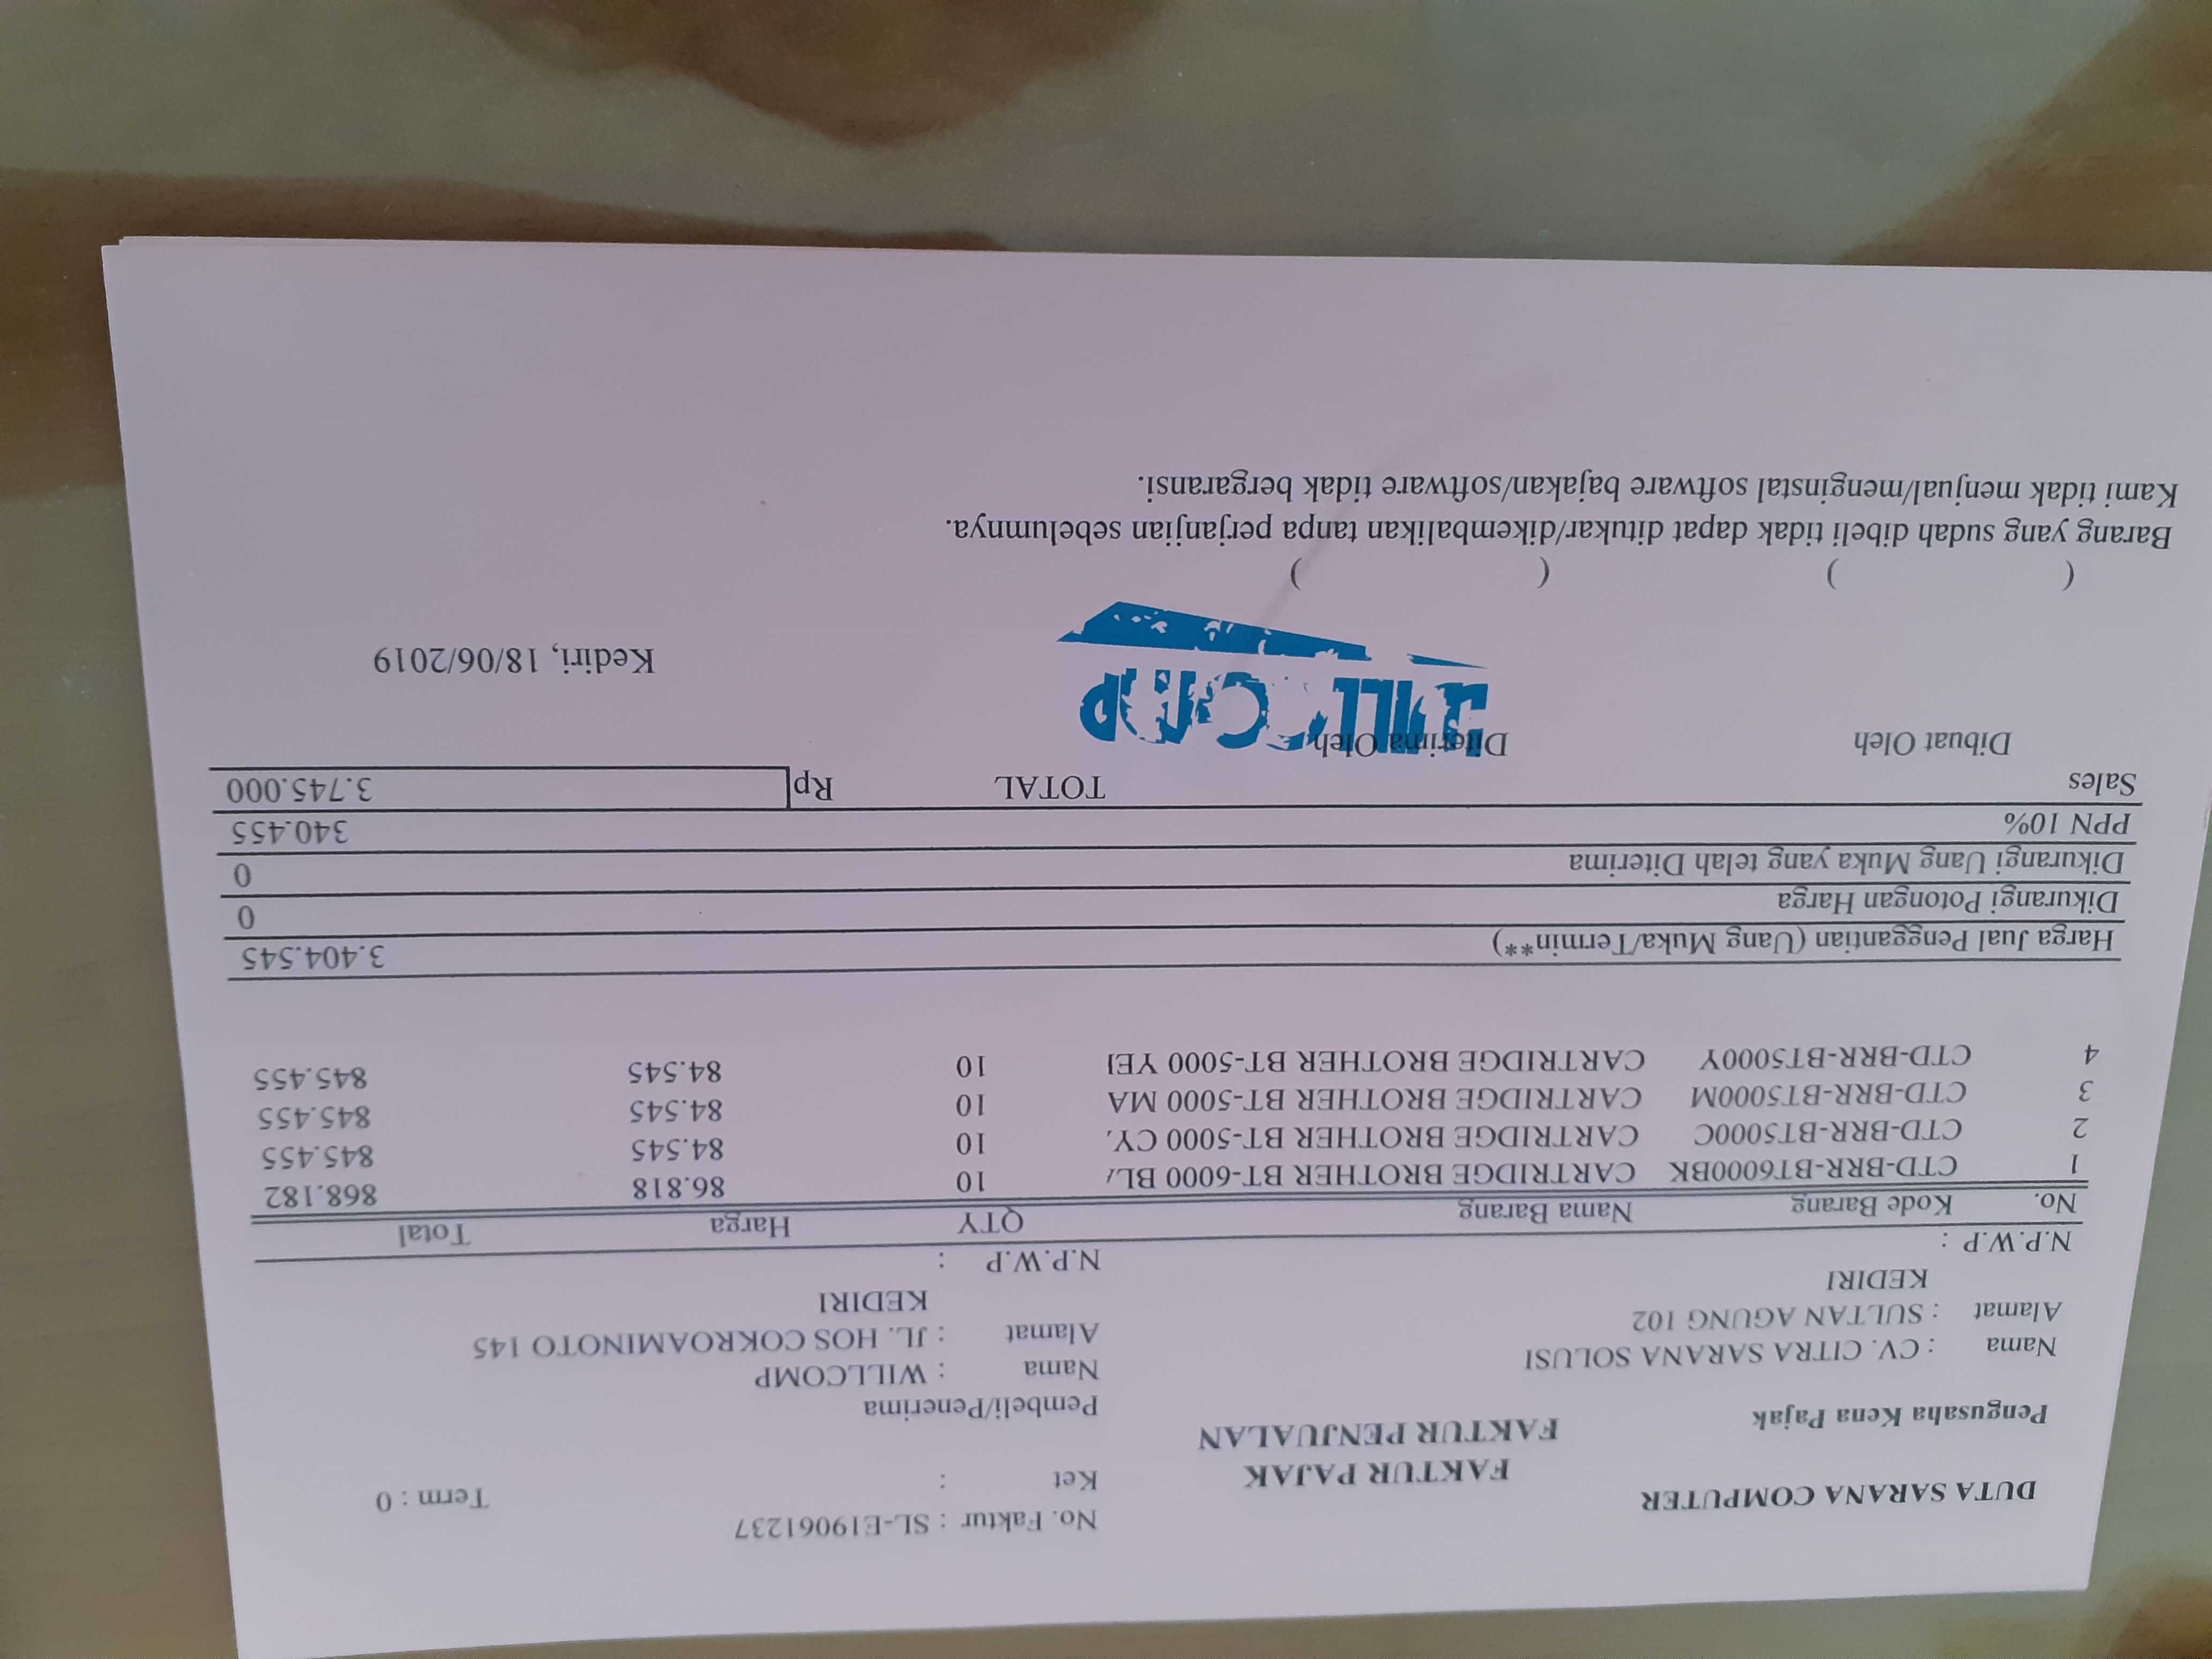 DUTA SARANA COMPUTER
FAKTUR PAJAK
FAKTUR PENJUALAN
No. Faktur : SL-E19061237
Ket :
Term : 0
Pengusaha Kena Pajak
Nama : CV. CITRA SARANA SOLUSI
Alamat : SULTAN AGUNG 102
KEDIRI
N.P.W.P :
Pembeli/Penerima
Nama : WILLCOMP
Alamat : JL. HOS COKROAMINOTO 145
KEDIRI
N.P.W.P :
No. Kode Barang Nama Barang QTY Harga Total
1 CTD-BRR-BT6000BK CARTRIDGE BROTHER BT-6000 BL 10 86.818 868.182
2 CTD-BRR-BT5000C CARTRIDGE BROTHER BT-5000 CY 10 84.545 845.455
3 CTD-BRR-BT5000M CARTRIDGE BROTHER BT-5000 MA 10 84.545 845.455
4 CTD-BRR-BT5000Y CARTRIDGE BROTHER BT-5000 YE 10 84.545 845.455
Harga Jual Penggantian (Uang Muka/Termin**) 3.404.545
Dikurangi Potongan Harga 0
Dikurangi Uang Muka yang telah Diterima 0
PPN 10% 340.455
Sales TOTAL Rp 3.745.000
Dibuat Oleh Diterima Oleh
WILLCOMP
Kediri, 18/06/2019
( ) ( )
Barang yang sudah dibeli tidak dapat ditukar/dikembalikan tanpa perjanjian sebelumnya.
Kami tidak menjual/menginstal software bajakan/software tidak bergaransi.